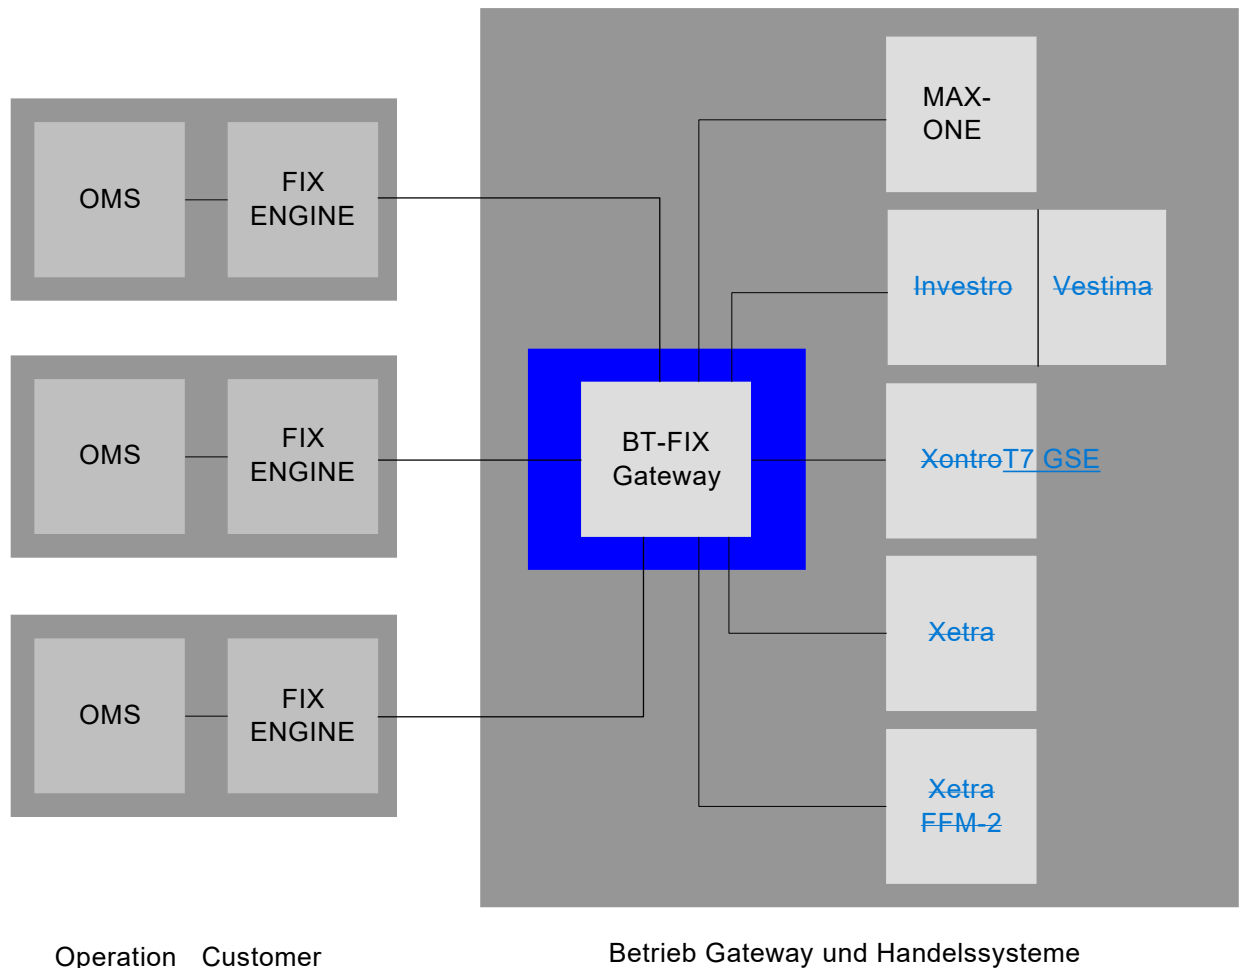 OMS
FIX
ENGINE
OMS
FIX
ENGINE
OMS
FIX
ENGINE
BT-FIX
Gateway
MAX-
ONE
Investro
Vestima
XontroT7 GSE
Xetra
Xetra
FFM-2
Operation Customer
Betrieb Gateway und Handelssysteme